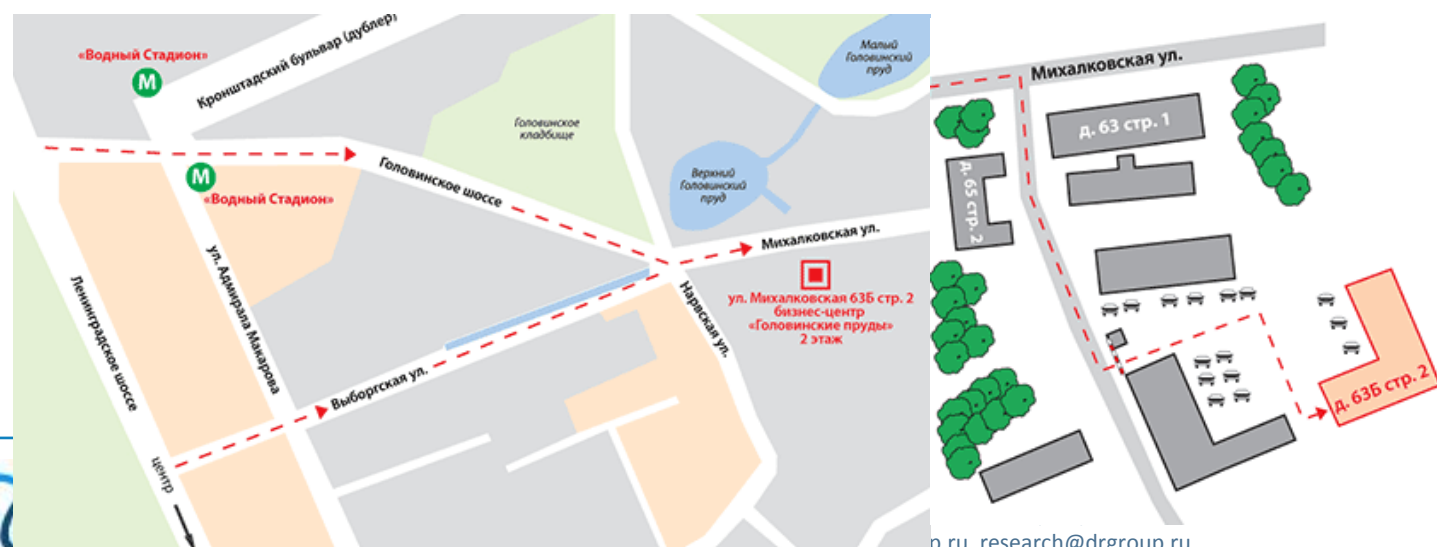 «Водный Стадион»
М
Кронштадский бульвар (дублер)
Малый
Головинский
пруд
Головинское
кладбище
М
«Водный Стадион»
Головинское шоссе
Верхний
Головинский
пруд
Михалковская ул.
ул. Михалковская 63Б стр. 2
бизнес-центр
«Головинские пруды»
2 этаж
Ленинградское шоссе
ул. Адмирала Макарова
Нарвская ул.
Выборгская ул.
центр
Михалковская ул.
д. 63 стр. 1
д. 65 стр. 2
д. 63Б стр. 2
p.ru, research@drgroup.ru